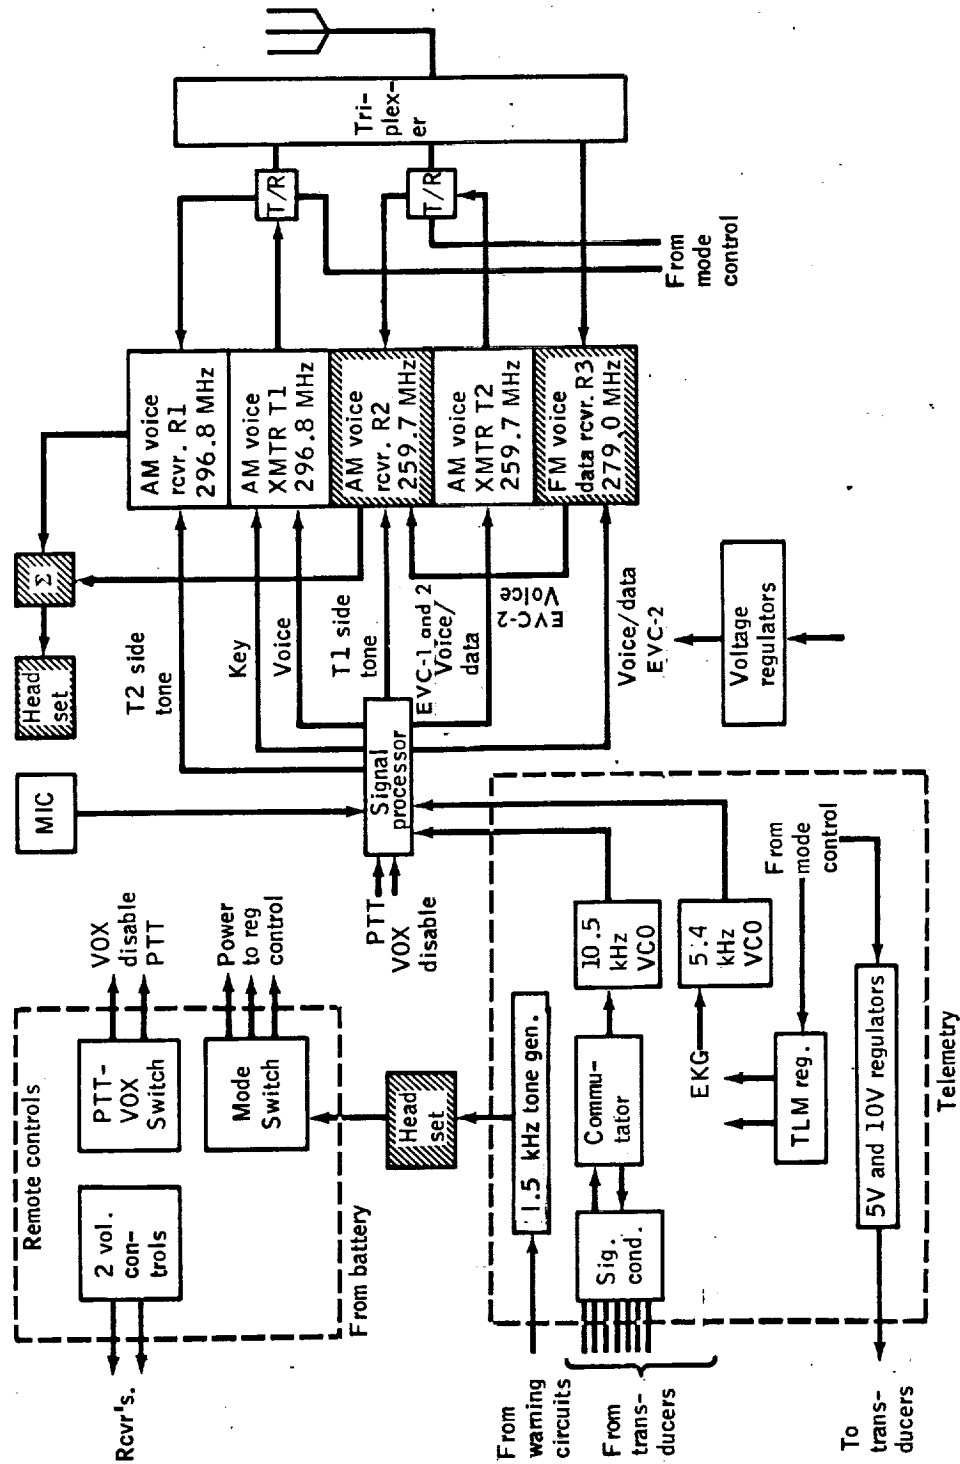 Remote controls
2 vol.
con-
trols
PTT-
VOX
Switch
Mode
Switch
VOX
disable
PTT
Power
to reg
control
Rcvr's.
From battery
MIC
Head
set
Σ
T2 side
tone
Key
Voice
T1 side
tone
EVC-1 and 2
Voice/
data
EVC-2
Voice
Voice/data
EVC-2
Signal
processor
PTT
VOX
disable
AM voice
rcvr. R1
296.8 MHz
AM voice
XMTR T1
296.8 MHz
AM voice
rcvr. R2
259.7 MHz
AM voice
XMTR T2
259.7 MHz
FM voice
data rcvr. R3
279.0 MHz
T/R
T/R
Tri-
plex-
er
From
mode
control
Voltage
regulators
Head
set
1.5 kHz tone gen.
Sig.
cond.
Commu-
tator
10.5
kHz
VCO
EKG
5.4
kHz
VCO
TLM reg.
From
mode
control
5V and 10V regulators
Telemetry
From
warning
circuits
From
trans-
ducers
To
trans-
ducers